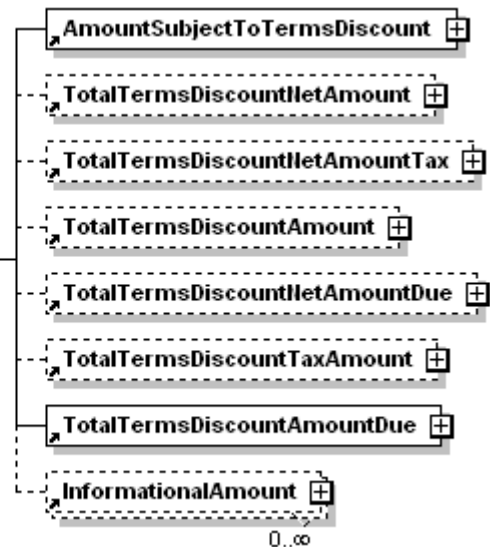 AmountSubjectToTermsDiscount
TotalTermsDiscountNetAmount
TotalTermsDiscountNetAmountTax
TotalTermsDiscountAmount
TotalTermsDiscountNetAmountDue
TotalTermsDiscountTaxAmount
TotalTermsDiscountAmountDue
InformationalAmount
0..∞